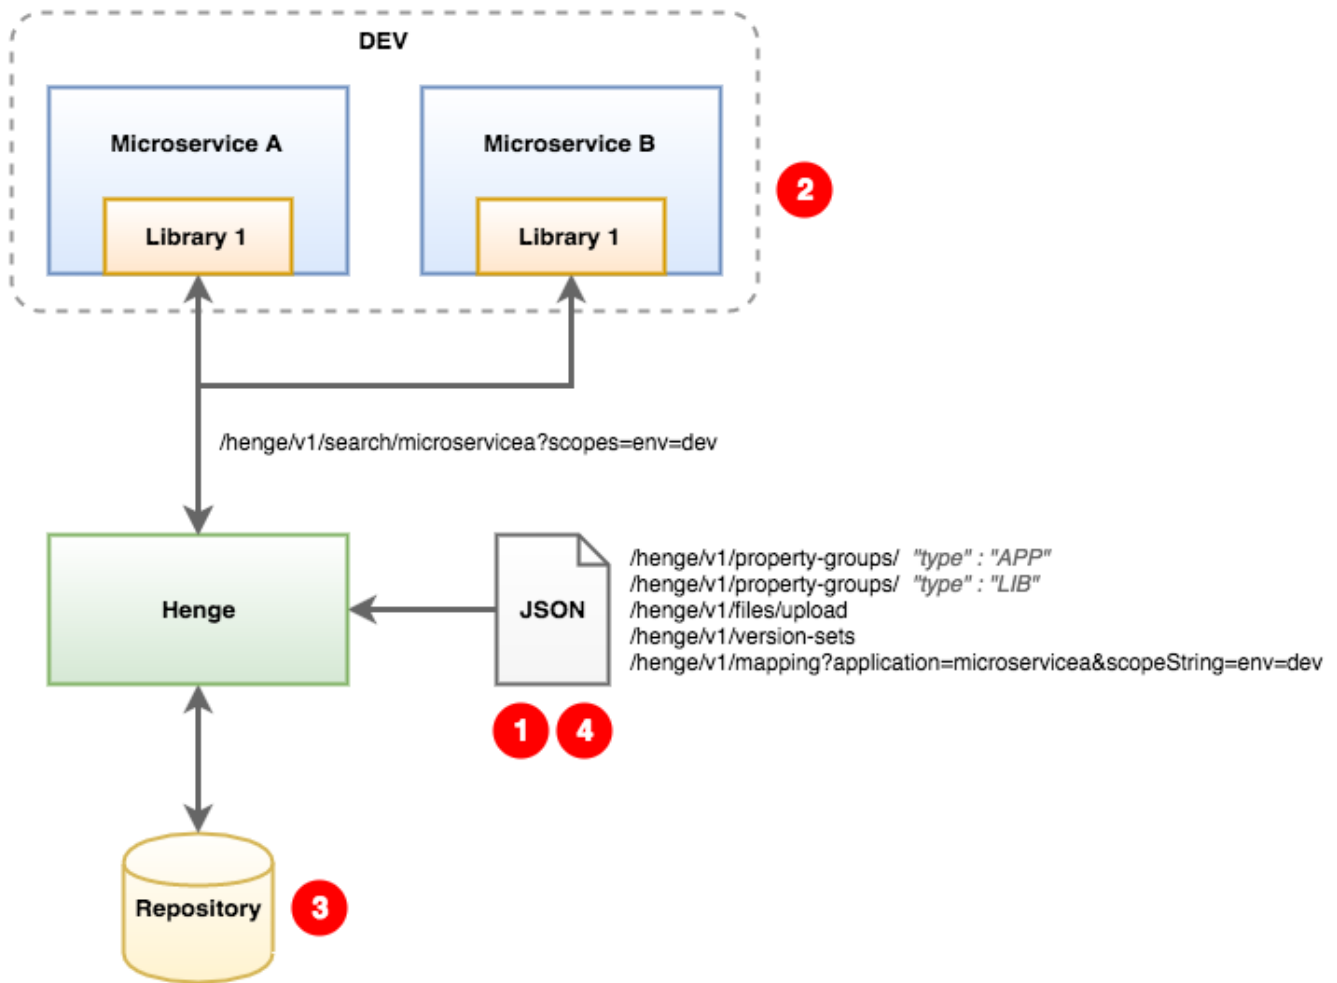 DEV
Microservice A
Microservice B
2
Library 1
Library 1
/henge/v1/search/microservicea?scopes=env=dev
Henge
JSON
/henge/v1/property-groups/ "type" : "APP"
/henge/v1/property-groups/ "type" : "LIB"
/henge/v1/files/upload
/henge/v1/version-sets
/henge/v1/mapping?application=microservicea&scopeString=env=dev
1
4
Repository
3